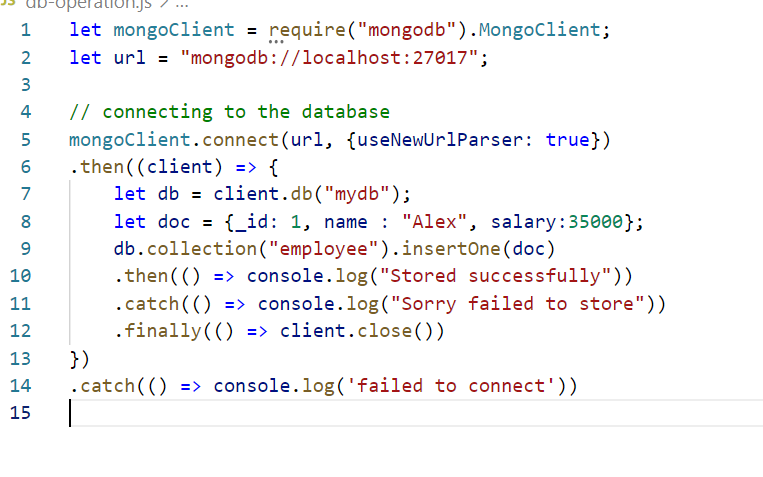 JS db-operation.js > ...
1 let mongoClient = require("mongodb").MongoClient;
2 let url = "mongodb://localhost:27017";
3
4 // connecting to the database
5 mongoClient.connect(url, {useNewUrlParser: true})
6 .then((client) => {
7     let db = client.db("mydb");
8     let doc = {_id: 1, name : "Alex", salary:35000};
9     db.collection("employee").insertOne(doc)
10     .then(() => console.log("Stored successfully"))
11     .catch(() => console.log("Sorry failed to store"))
12     .finally(() => client.close())
13 })
14 .catch(() => console.log('failed to connect'))
15